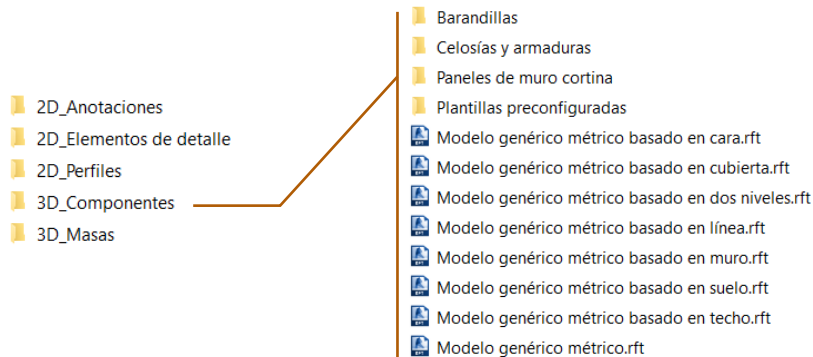 2D_Anotaciones
2D_Elementos de detalle
2D_Perfiles
3D_Componentes
3D_Masas
Barandillas
Celosías y armaduras
Paneles de muro cortina
Plantillas preconfiguradas
Modelo genérico métrico basado en cara.rft
Modelo genérico métrico basado en cubierta.rft
Modelo genérico métrico basado en dos niveles.rft
Modelo genérico métrico basado en línea.rft
Modelo genérico métrico basado en muro.rft
Modelo genérico métrico basado en suelo.rft
Modelo genérico métrico basado en techo.rft
Modelo genérico métrico.rft